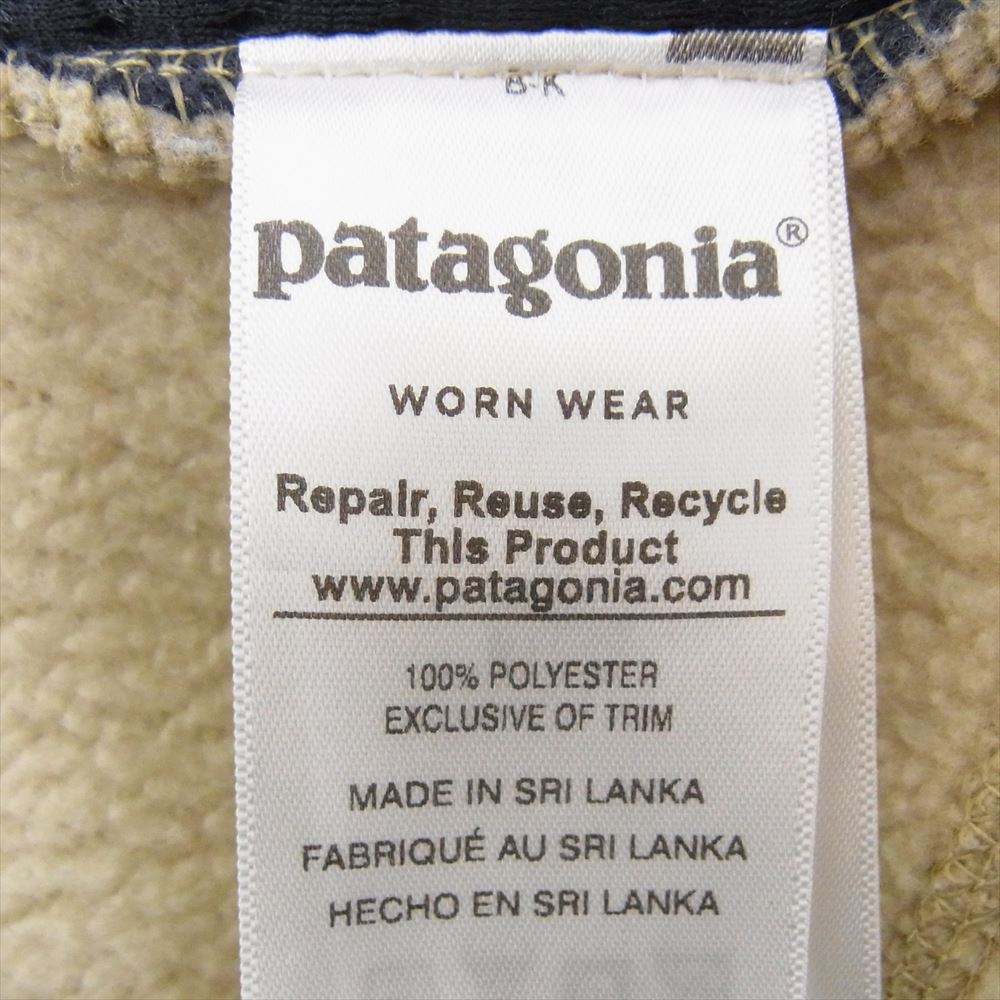 B-K
patagonia®
WORN WEAR
Repair, Reuse, Recycle
This Product
www.patagonia.com
100% POLYESTER
EXCLUSIVE OF TRIM
MADE IN SRI LANKA
FABRIQUÉ AU SRI LANKA
HECHO EN SRI LANKA